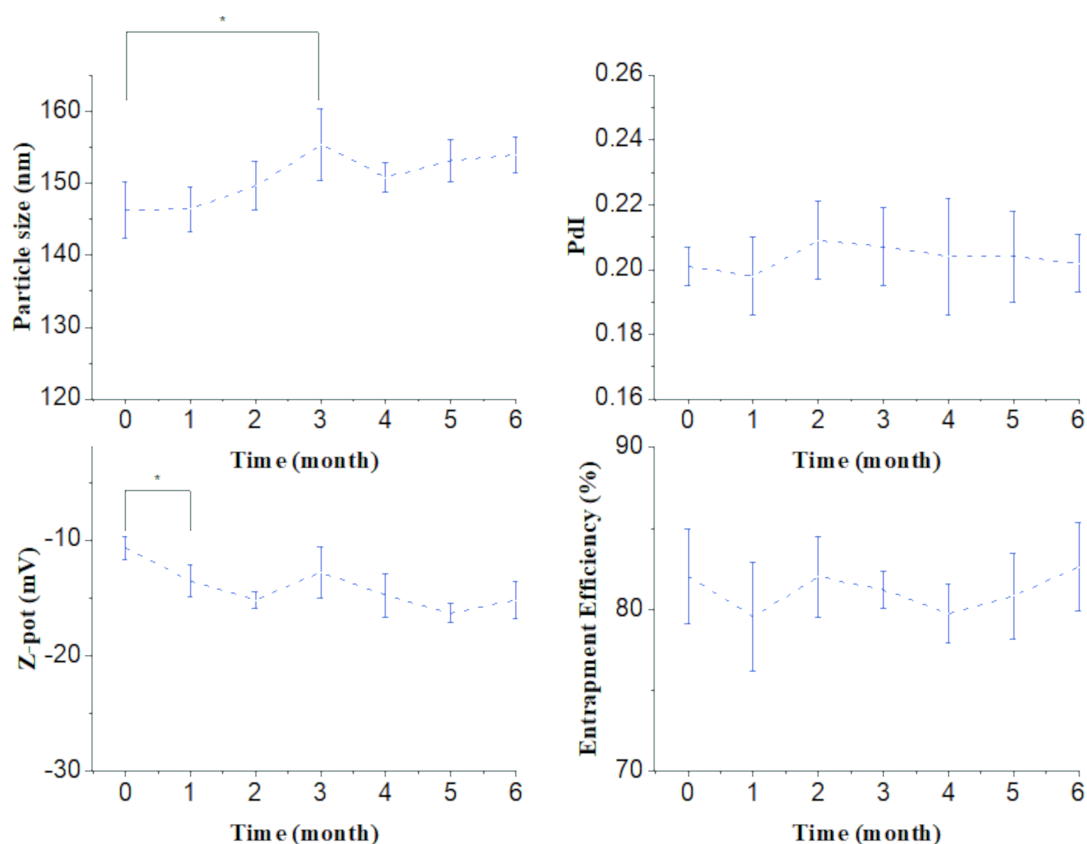 *
Particle size (nm)
160
150
140
130
120
0 1 2 3 4 5 6
Time (month)
PdI
0.26
0.24
0.22
0.20
0.18
0.16
0 1 2 3 4 5 6
Time (month)
*
Z-pot (mV)
-10
-20
-30
0 1 2 3 4 5 6
Time (month)
Entrapment Efficiency (%)
90
80
70
0 1 2 3 4 5 6
Time (month)